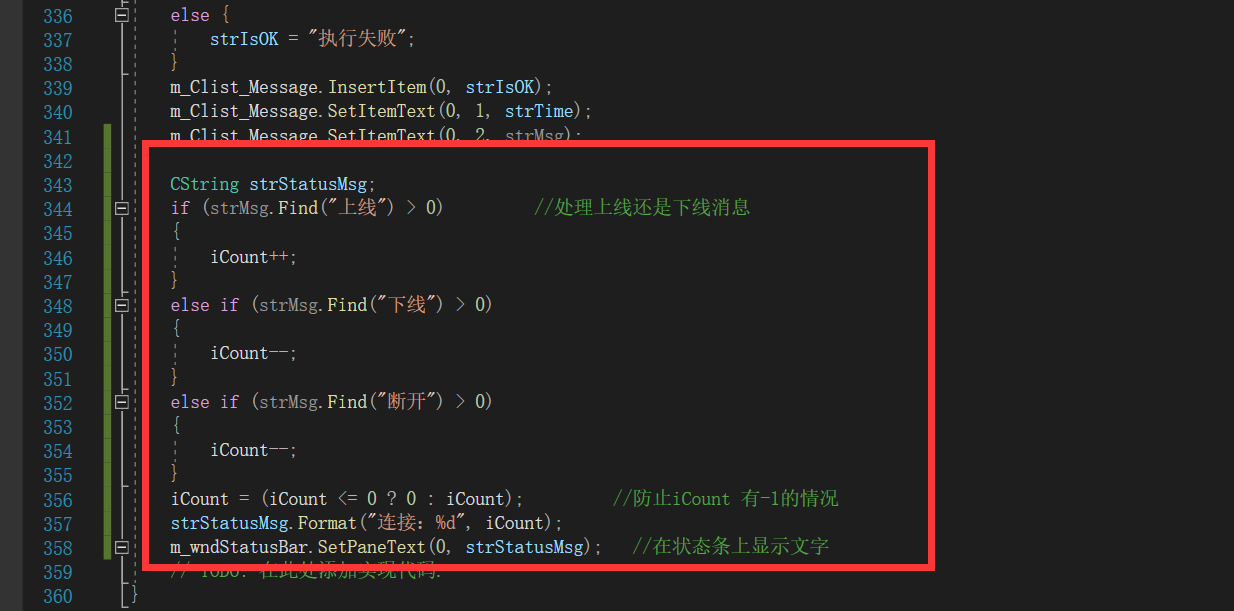 336 else {
337 strIsOK = "执行失败";
338 }
339 m_Clist_Message.InsertItem(0, strIsOK);
340 m_Clist_Message.SetItemText(0, 1, strTime);
341 m_Clist_Message.SetItemText(0, 2, strMsg);
342
343 CString strStatusMsg;
344 if (strMsg.Find("上线") > 0) //处理上线还是下线消息
345 {
346 iCount++;
347 }
348 else if (strMsg.Find("下线") > 0)
349 {
350 iCount--;
351 }
352 else if (strMsg.Find("断开") > 0)
353 {
354 iCount--;
355 }
356 iCount = (iCount <= 0 ? 0 : iCount); //防止iCount 有-1的情况
357 strStatusMsg.Format("连接：%d", iCount);
358 m_wndStatusBar.SetPaneText(0, strStatusMsg); //在状态条上显示文字
359 // TODO: 在此处添加实现代码.
360 }